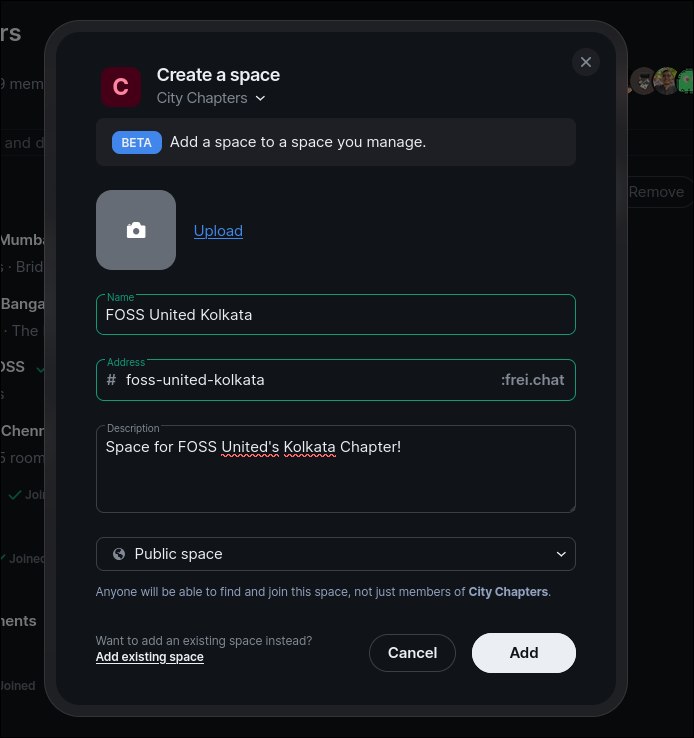 rs
C
Create a space
City Chapters
9 mem
BETA
Add a space to a space you manage.
and d
Upload
Remove
Mumba
s · Brid
Name
FOSS United Kolkata
Banga
· The
Address
# foss-united-kolkata :frei.chat
OSS
s
Description
Space for FOSS United's Kolkata Chapter!
Chenn
5 room
Joi
Public space
Joined
Anyone will be able to find and join this space, not just members of City Chapters.
nents
Want to add an existing space instead?
Add existing space
Cancel
Add
Joined